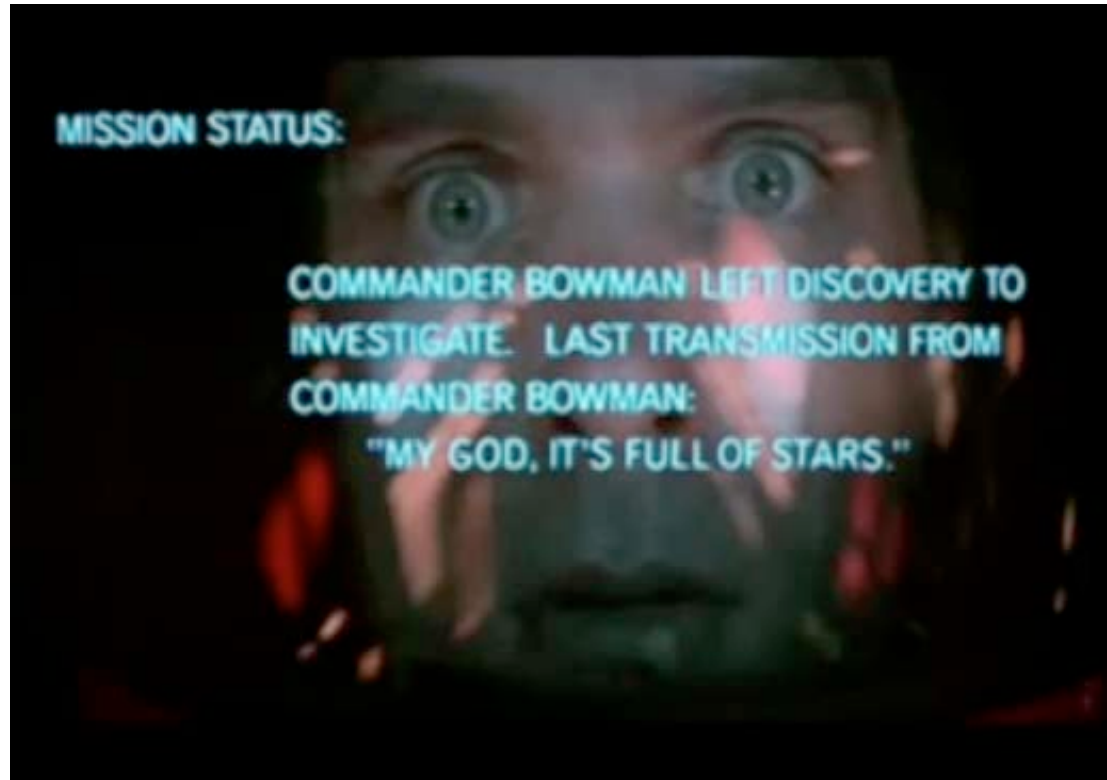 MISSION STATUS:
COMMANDER BOWMAN LEFT DISCOVERY TO
INVESTIGATE. LAST TRANSMISSION FROM
COMMANDER BOWMAN:
"MY GOD, IT'S FULL OF STARS."